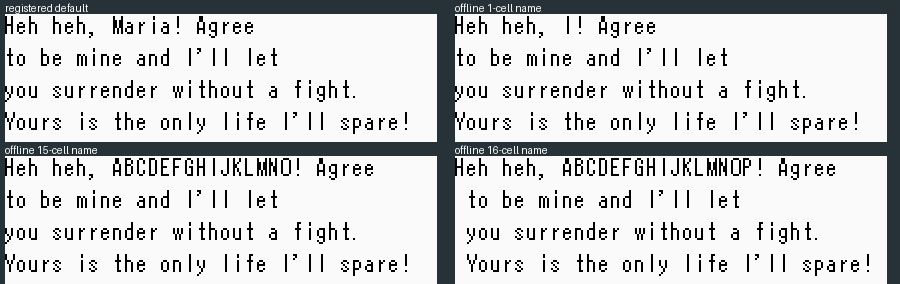 registered default
Heh heh, Maria! Agree
to be mine and I'll let
you surrender without a fight.
Yours is the only life I'll spare!
offline 1-cell name
Heh heh, I! Agree
to be mine and I'll let
you surrender without a fight.
Yours is the only life I'll spare!
offline 15-cell name
Heh heh, ABCDEFGHIJKLMNO! Agree
to be mine and I'll let
you surrender without a fight.
Yours is the only life I'll spare!
offline 16-cell name
Heh heh, ABCDEFGHIJKLMNOP! Agree
to be mine and I'll let
you surrender without a fight.
Yours is the only life I'll spare!